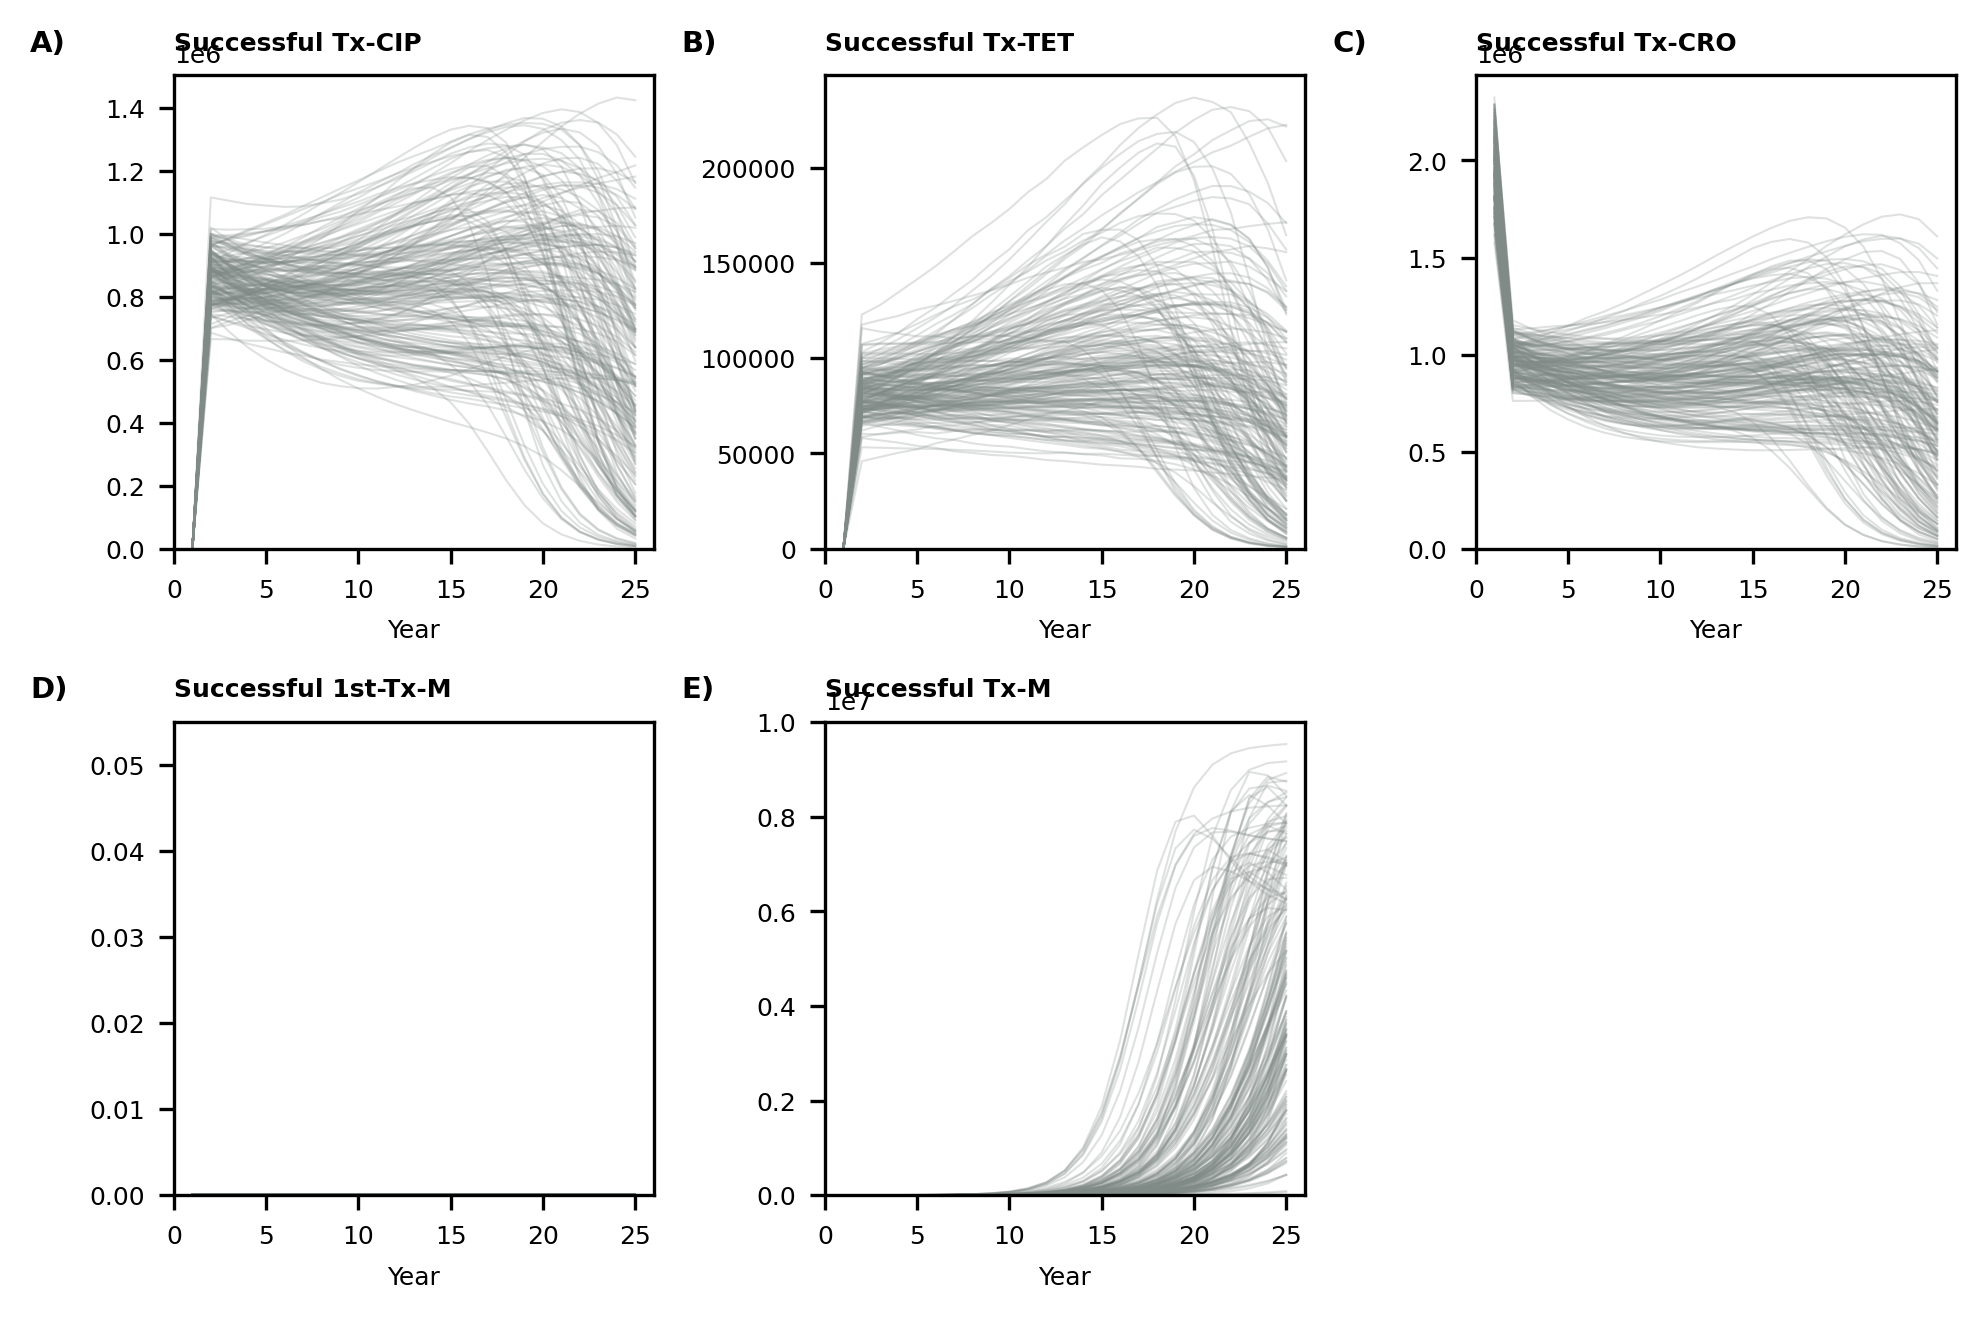 A) Successful Tx-CIP
1e6
1.4
1.2
1.0
0.8
0.6
0.4
0.2
0.0
0 5 10 15 20 25
Year
B) Successful Tx-TET
200000
150000
100000
50000
0
0 5 10 15 20 25
Year
C) Successful Tx-CRO
1e6
2.0
1.5
1.0
0.5
0.0
0 5 10 15 20 25
Year
D) Successful 1st-Tx-M
0.05
0.04
0.03
0.02
0.01
0.00
0 5 10 15 20 25
Year
E) Successful Tx-M
1e7
1.0
0.8
0.6
0.4
0.2
0.0
0 5 10 15 20 25
Year